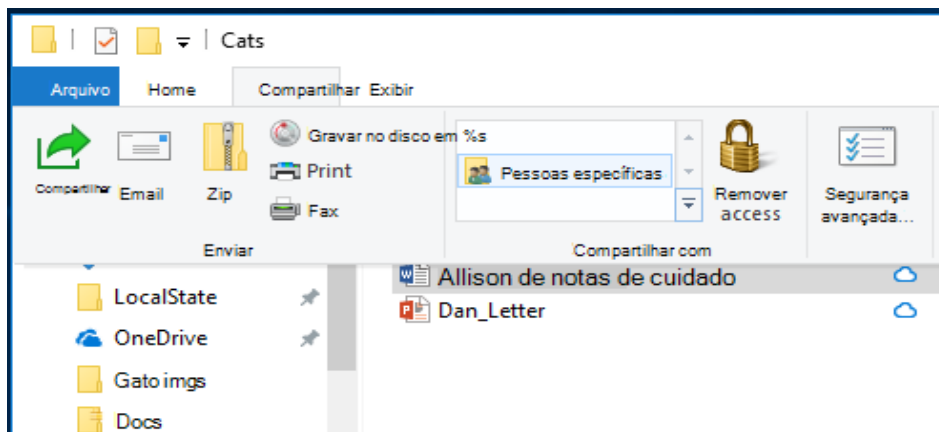 Cats
Arquivo Home Compartilhar Exibir
Compartilhar
Email
Zip
Gravar no disco em %s
Print
Fax
Enviar
Pessoas específicas
Remover
access
Compartilhar com
Segurança
avançada...
LocalState
OneDrive
Gato imgs
Docs
Allison de notas de cuidado
Dan_Letter